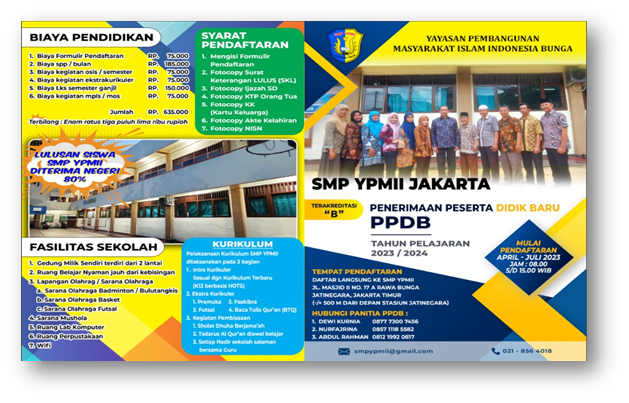 BIAYA PENDIDIKAN
1. Biaya Formulir Pendaftaran RP. 75.000
2. Biaya spp / bulan RP. 185.000
3. Biaya kegiatan osis / semester RP. 75.000
4. Biaya kegiatan ekstrakurikuler RP. 75.000
5. Biaya Lks semester ganjil RP. 150.000
6. Biaya kegiatan mpls / mos RP. 75.000
Jumlah RP. 635.000
Terbilang : Enam ratus tiga puluh lima ribu rupiah
SYARAT
PENDAFTARAN
1. Mengisi Formulir
Pendaftaran
2. Fotocopy Surat
Keterangan LULUS (SKL)
3. Fotocopy Ijazah SD
4. Fotocopy KTP Orang Tua
5. Fotocopy KK
(Kartu Keluarga)
6. Fotocopy Akte Kelahiran
7. Fotocopy NISN
LULUSAN SISWA
SMP YPMII
DITERIMA NEGERI
80%
FASILITAS SEKOLAH
1. Gedung Milik Sendiri terdiri dari 2 lantai
2. Ruang Belajar Nyaman jauh dari kebisingan
3. Lapangan Olahrag / Sarana Olahraga
a. Sarana Olahraga Badminton / Bulutangkis
b. Sarana Olahraga Basket
c. Sarana Olahraga Futsal
4. Sarana Mushola
5. Ruang Lab Komputer
6. Ruang Perpustakaan
7. Wifi
KURIKULUM
Pelaksanaan Kurikulum SMP YPMII
dilaksanakan pada 3 bagian
1. Intra Kurikuler
Sesuai dgn Kurikulum Terbaru
(K13 berbasis HOTS)
2. Ekstra Kurikuler
1. Pramuka 3. Paskibra
2. Futsal 4. Baca Tulis Qur'an (BTQ)
3. Kegiatan Pembiasaan
1. Sholat Dhuha Berjama'ah
2. Tadarus Al Qur'an diawal belajar
3. Setiap Hadir sekolah salaman
bersama Guru
YAYASAN PEMBANGUNAN
MASYARAKAT ISLAM INDONESIA BUNGA
SMP YPMII JAKARTA
TERAKREDITASI
"B"
PENERIMAAN PESERTA DIDIK BARU
PPDB
TAHUN PELAJARAN
2023 / 2024
MULAI
PENDAFTARAN
APRIL - JULI 2023
JAM : 08.00
S/D 15.00 WIB
TEMPAT PENDAFTARAN
DAFTAR LANGSUNG KE SMP YPMII
JL. MASJID II NO. 17 A RAWA BUNGA
JATINEGARA, JAKARTA TIMUR
(-/+ 500 M DARI DEPAN STASIUN JATINEGARA)
HUBUNGI PANITIA PPDB :
1. DEWI KURNIA 0877 7300 7456
2. NURFAJRINA 0857 1118 5582
3. ABDUL RAHMAN 0812 1992 0817
smpypmii@gmail.com
021 - 856 4018